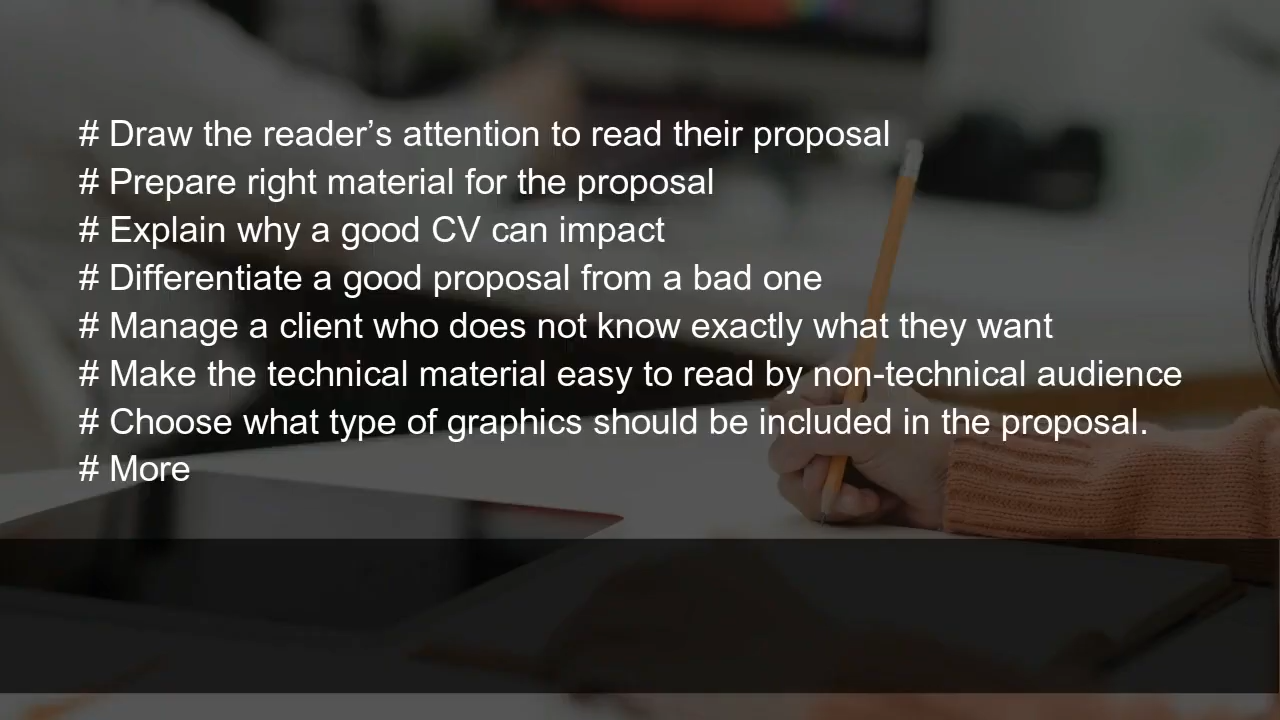 # Draw the reader’s attention to read their proposal
# Prepare right material for the proposal
# Explain why a good CV can impact
# Differentiate a good proposal from a bad one
# Manage a client who does not know exactly what they want
# Make the technical material easy to read by non-technical audience
# Choose what type of graphics should be included in the proposal.
# More